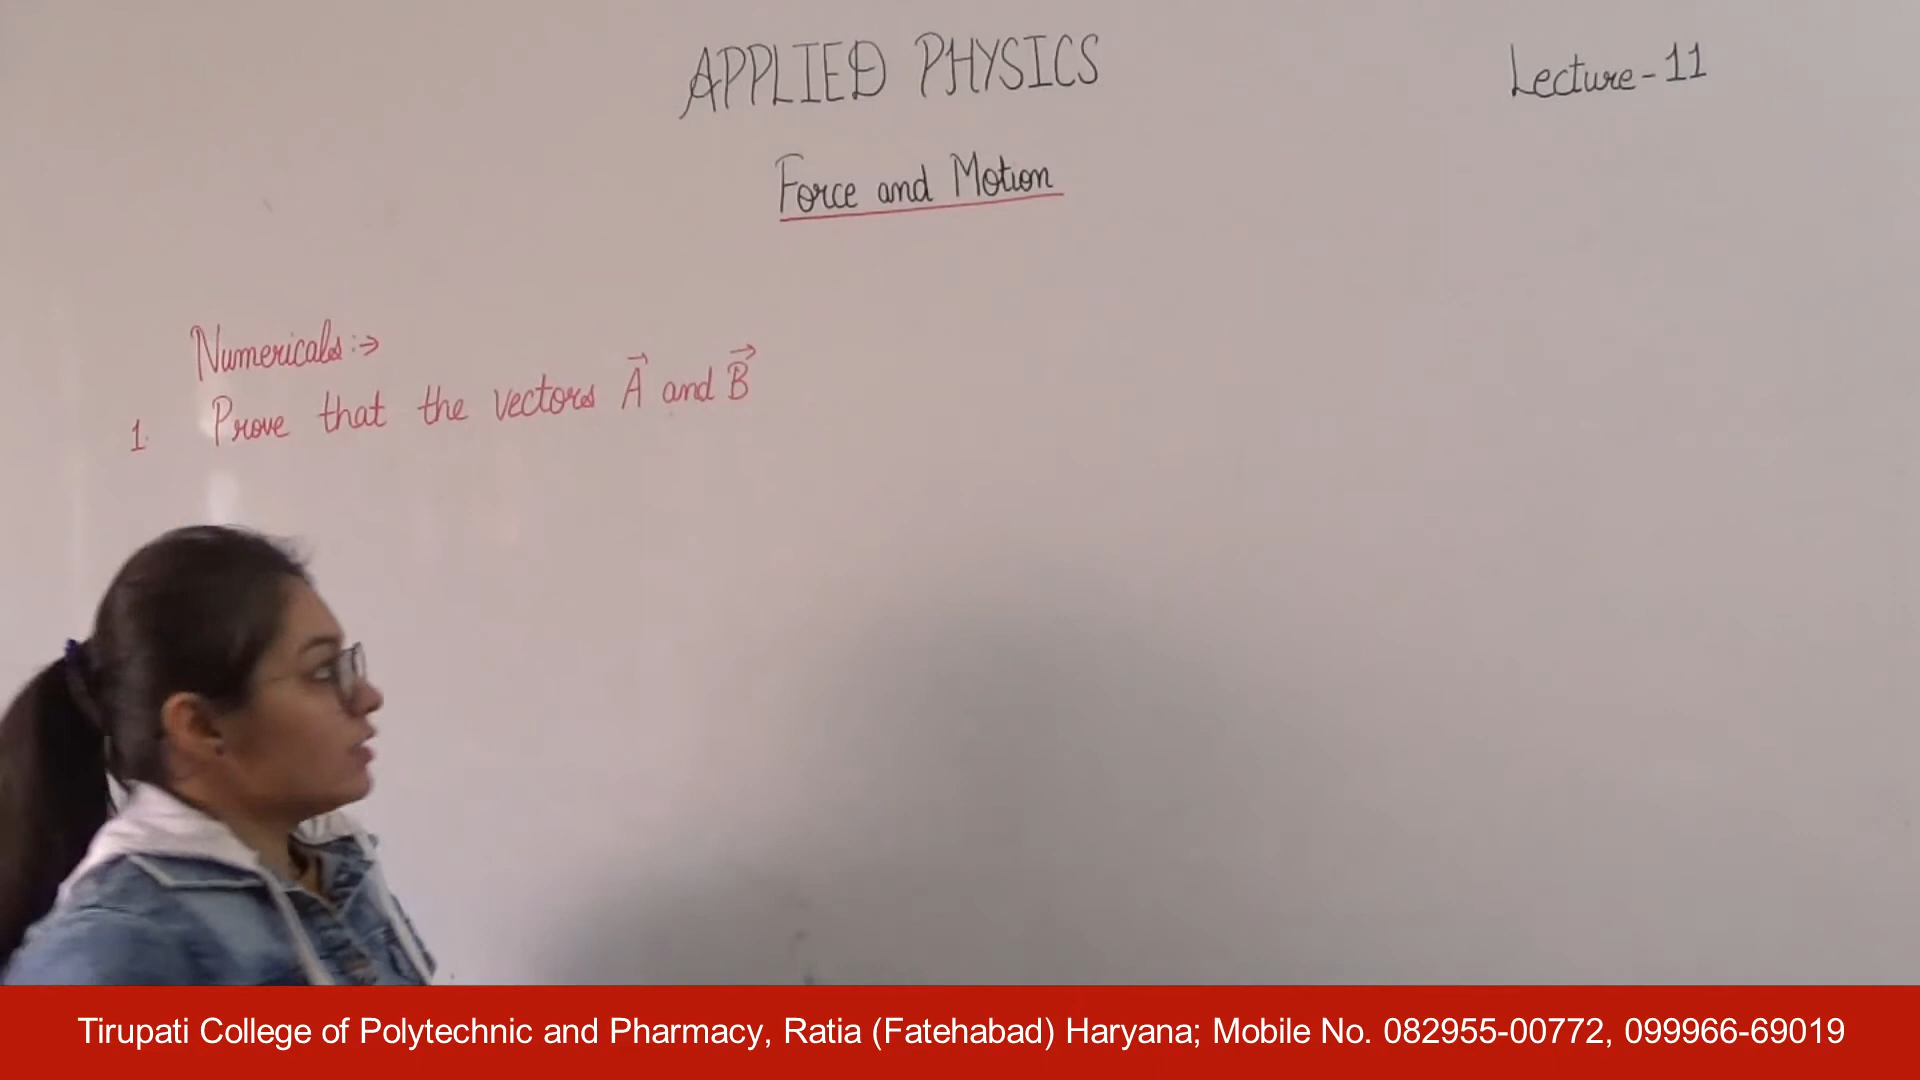 APPLIED PHYSICS
Lecture-11
Force and Motion
Numericals:→
1. Prove that the vectors A⃗ and B⃗
Tirupati College of Polytechnic and Pharmacy, Ratia (Fatehabad) Haryana; Mobile No. 082955-00772, 099966-69019